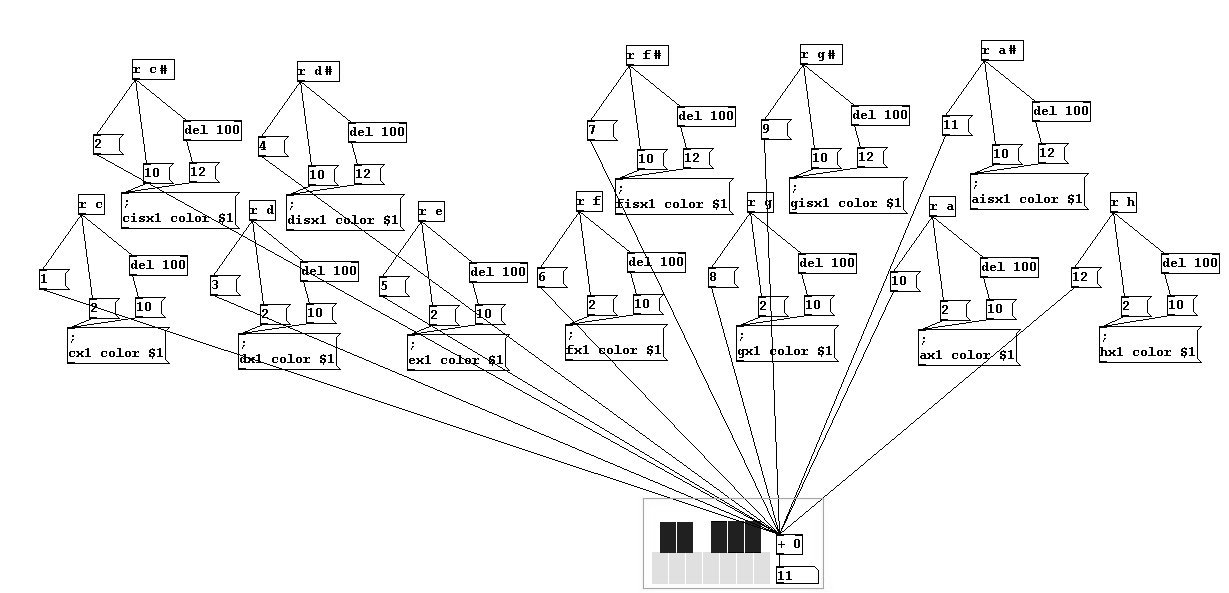 r c#
r d#
r f#
r g#
r a#
2
del 100
10
12
;
cisx1 color $1
4
del 100
10
12
;
disx1 color $1
7
del 100
10
12
;
fisx1 color $1
9
del 100
10
12
;
gisx1 color $1
11
del 100
10
12
;
aisx1 color $1
r c
1
del 100
2
10
;
cx1 color $1
r d
3
del 100
2
10
;
dx1 color $1
r e
5
del 100
2
10
;
ex1 color $1
r f
6
del 100
2
10
;
fx1 color $1
r g
8
del 100
2
10
;
gx1 color $1
r a
10
del 100
2
10
;
ax1 color $1
r h
12
del 100
2
10
;
hx1 color $1
+ 0
11